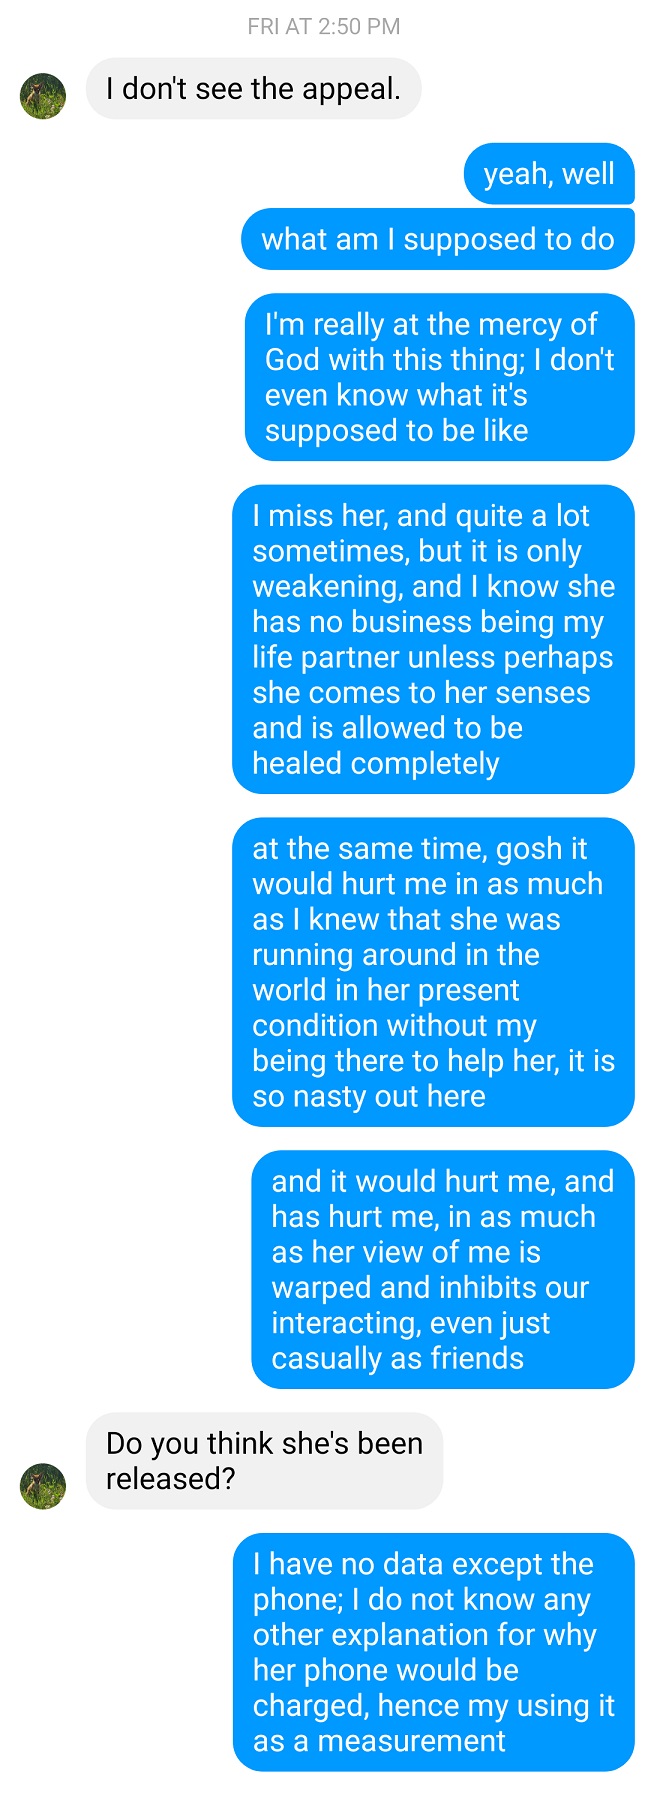 FRI AT 2:50 PM
I don't see the appeal.
yeah, well
what am I supposed to do
I'm really at the mercy of
God with this thing; I don't
even know what it's
supposed to be like
I miss her, and quite a lot
sometimes, but it is only
weakening, and I know she
has no business being my
life partner unless perhaps
she comes to her senses
and is allowed to be
healed completely
at the same time, gosh it
would hurt me in as much
as I knew that she was
running around in the
world in her present
condition without my
being there to help her, it is
so nasty out here
and it would hurt me, and
has hurt me, in as much
as her view of me is
warped and inhibits our
interacting, even just
casually as friends
Do you think she's been
released?
I have no data except the
phone; I do not know any
other explanation for why
her phone would be
charged, hence my using it
as a measurement